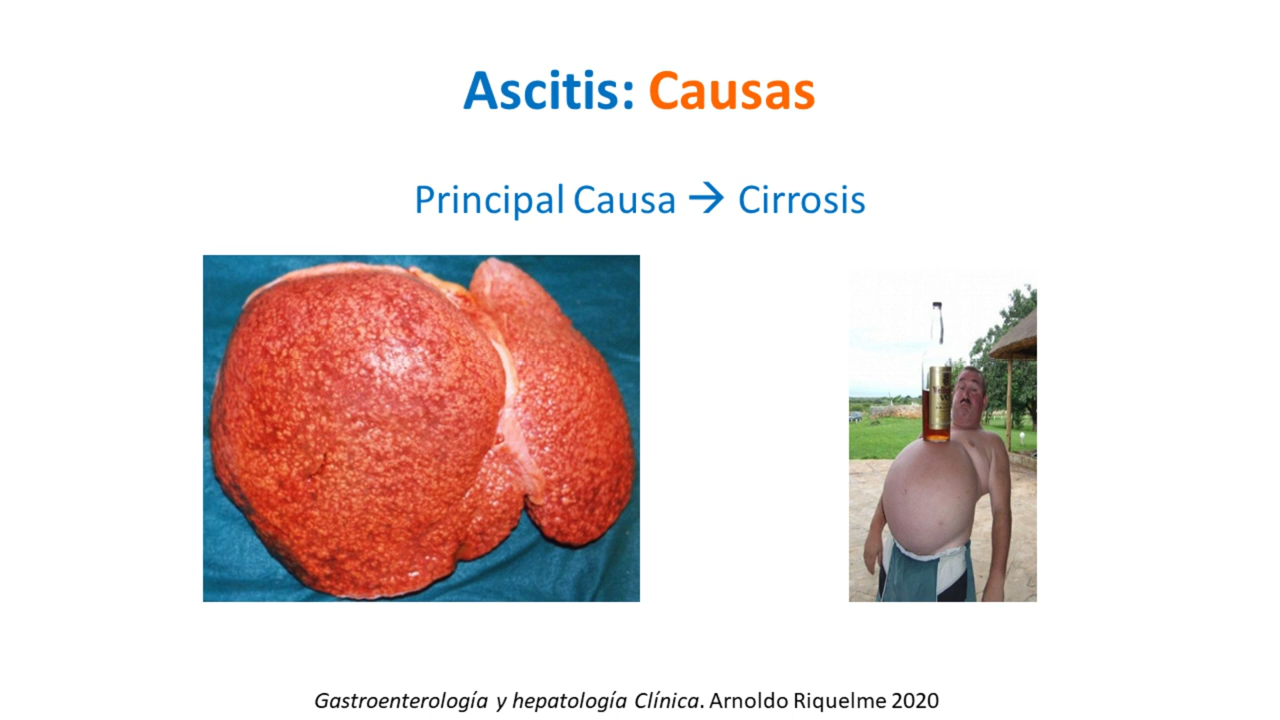 Ascitis: Causas
Principal Causa → Cirrosis
Gastroenterología y hepatología Clínica. Arnoldo Riquelme 2020